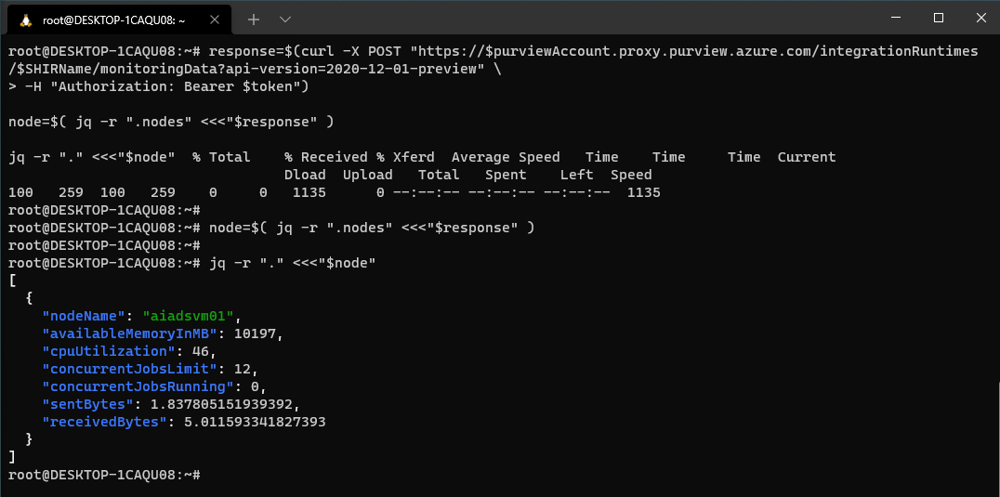 root@DESKTOP-1CAQU08: ~
root@DESKTOP-1CAQU08:~# response=$(curl -X POST "https://$purviewAccount.proxy.purview.azure.com/integrationRuntimes
/$SHIRName/monitoringData?api-version=2020-12-01-preview" \
> -H "Authorization: Bearer $token")
node=$( jq -r ".nodes" <<<"$response" )
jq -r "." <<<"$node"  % Total    % Received % Xferd  Average Speed   Time    Time     Time  Current
                                 Dload  Upload   Total   Spent    Left  Speed
100   259  100   259    0     0   1135      0 --:--:-- --:--:-- --:--:--  1135
root@DESKTOP-1CAQU08:~#
root@DESKTOP-1CAQU08:~# node=$( jq -r ".nodes" <<<"$response" )
root@DESKTOP-1CAQU08:~#
root@DESKTOP-1CAQU08:~# jq -r "." <<<"$node"
[
  {
    "nodeName": "aiadsvm01",
    "availableMemoryInMB": 10197,
    "cpuUtilization": 46,
    "concurrentJobsLimit": 12,
    "concurrentJobsRunning": 0,
    "sentBytes": 1.837805151939392,
    "receivedBytes": 5.011593341827393
  }
]
root@DESKTOP-1CAQU08:~#